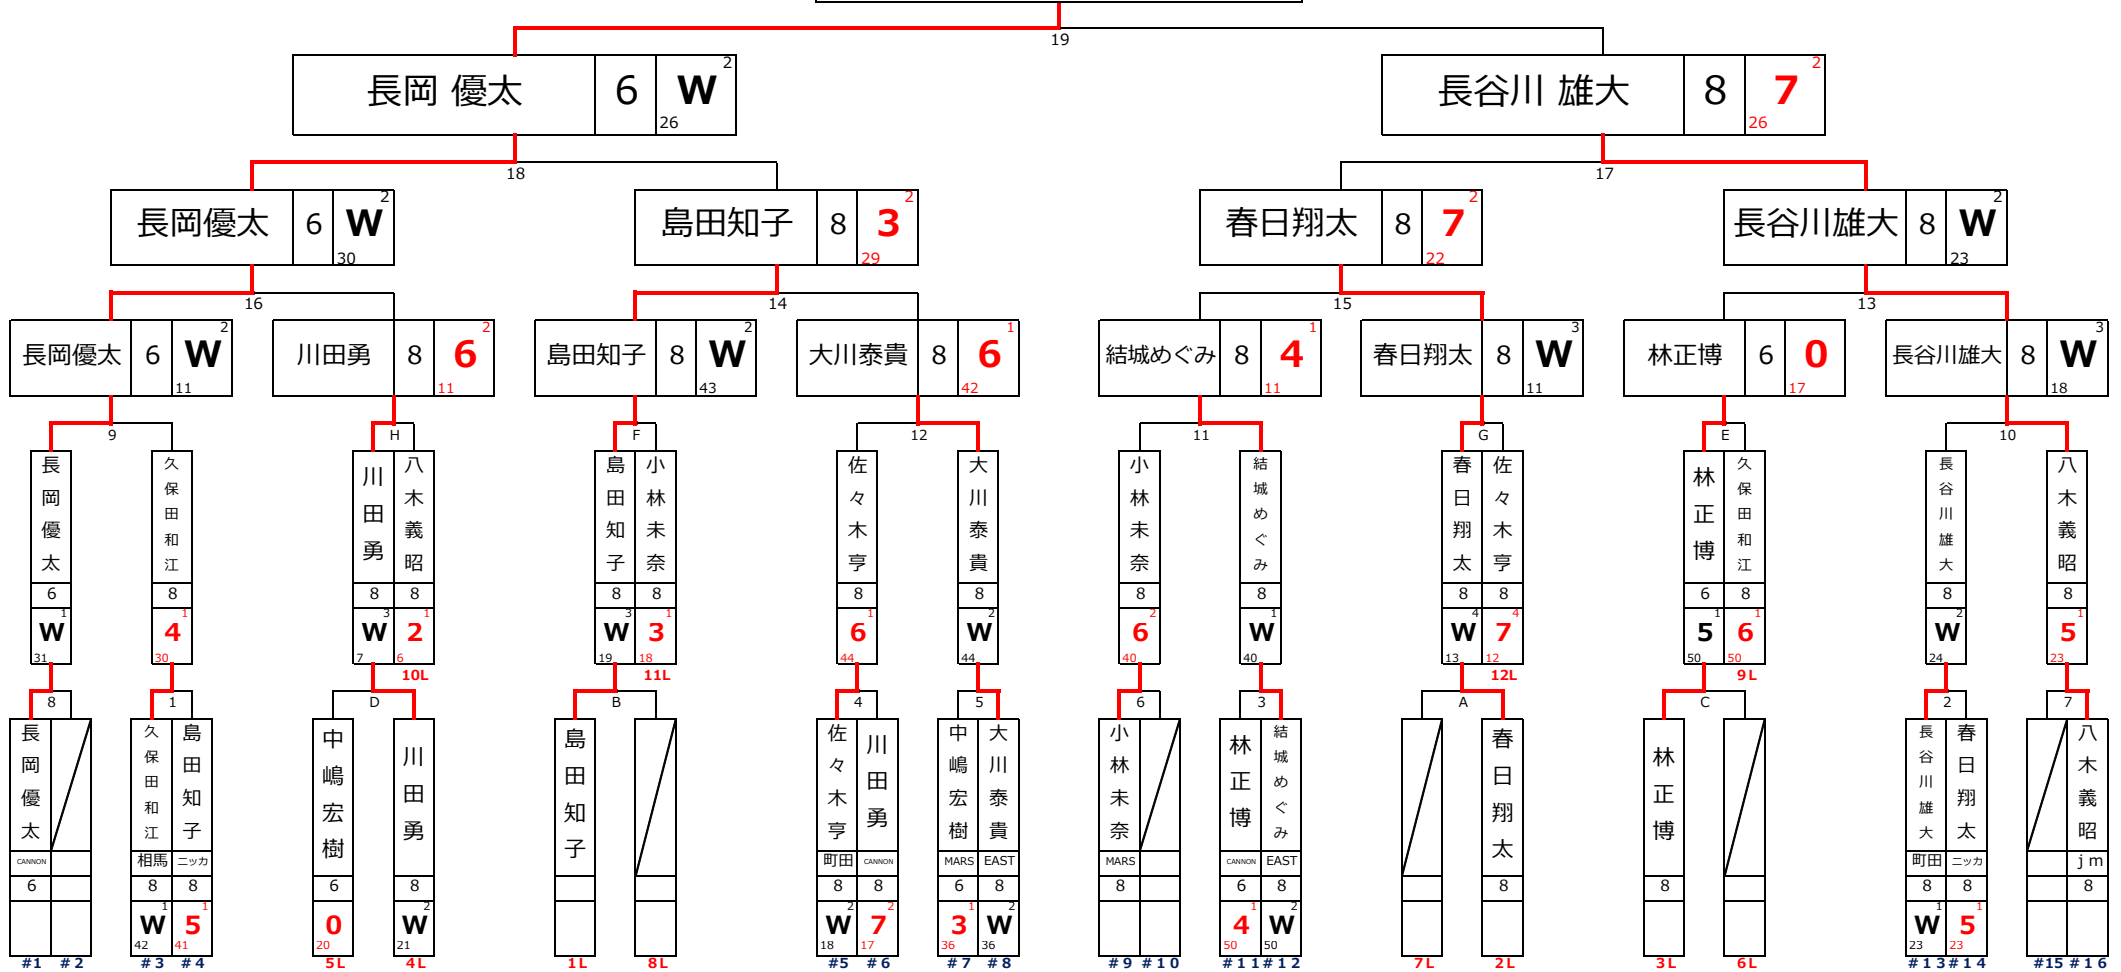 19
長岡 優太 6 W 2 26
長谷川 雄大 8 7 2 26
18
17
長岡優太 6 W 2 30
島田知子 8 3 2 29
春日翔太 8 7 2 22
長谷川雄大 8 W 2 23
16
14
15
13
長岡優太 6 W 2 11
川田勇 8 6 2 11
島田知子 8 W 2 43
大川泰貴 8 6 1 42
結城めぐみ 8 4 1 11
春日翔太 8 W 3 11
林正博 6 0 17
長谷川雄大 8 W 3 18
9
H
F
12
11
G
E
10
長岡優太 6 W 1 31
久保田和江 8 4 1 30
川田勇 8 W 3 7
八木義昭 8 2 1 6
10L
島田知子 8 W 3 19
小林未奈 8 3 1 18
11L
佐々木亨 8 6 1 44
大川泰貴 8 W 2 44
小林未奈 8 6 2 40
結城めぐみ 8 W 1 40
春日翔太 8 W 4 13
佐々木亨 8 7 4 12
12L
林正博 6 5 1 50
久保田和江 8 6 1 50
9L
長谷川雄大 8 W 2 24
八木義昭 8 5 1 23
8
1
D
B
4
5
6
3
A
C
2
7
長岡優太 CANNON 6
#1
#2
久保田和江 相馬 8 W 1 42
#3
島田知子 ニッカ 8 5 1 41
#4
中嶋宏樹 6 0 20
5L
川田勇 8 W 2 21
4L
島田知子
1L
8L
佐々木亨 町田 8 W 2 18
#5
川田勇 CANNON 8 7 2 17
#6
中嶋宏樹 MARS 6 3 1 36
#7
大川泰貴 EAST 8 W 2 36
#8
小林未奈 MARS 8
#9
#10
林正博 CANNON 6 4 1 50
#11
結城めぐみ EAST 8 W 2 50
#12
7L
春日翔太 8
2L
林正博 8
3L
6L
長谷川雄大 町田 8 W 1 23
#13
春日翔太 ニッカ 8 5 1 23
#14
#15
八木義昭 jm 8
#16